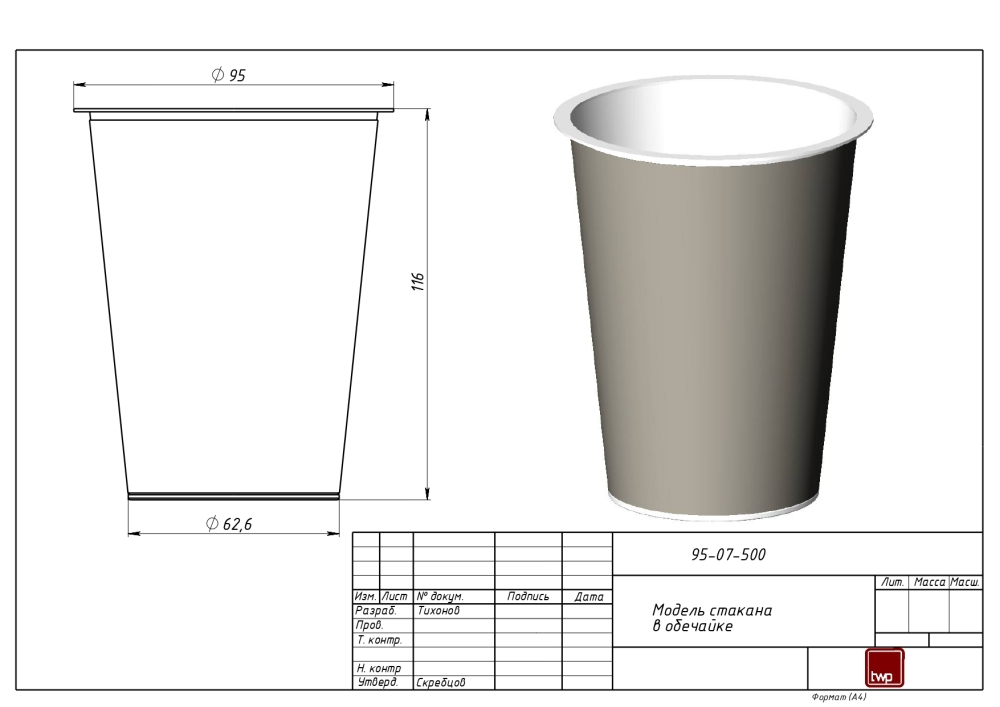 Ø 95
116
Ø 62,6
95-07-500
Лит. Масса Масш.
Изм. Лист № докум. Подпись Дата
Разраб. Тихонов
Модель стакана
в обечайке
Пров.
Т. контр.
Н. контр
Утверд. Скребцов
twp
Формат (А4)